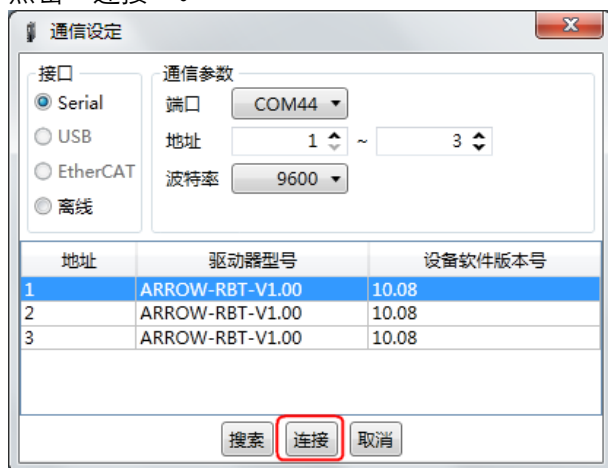 通信设定
接口
通信参数
Serial
端口 COM44
USB
地址 1 ~ 3
EtherCAT
波特率 9600
离线
地址 驱动器型号 设备软件版本号
1 ARROW-RBT-V1.00 10.08
2 ARROW-RBT-V1.00 10.08
3 ARROW-RBT-V1.00 10.08
搜索 连接 取消